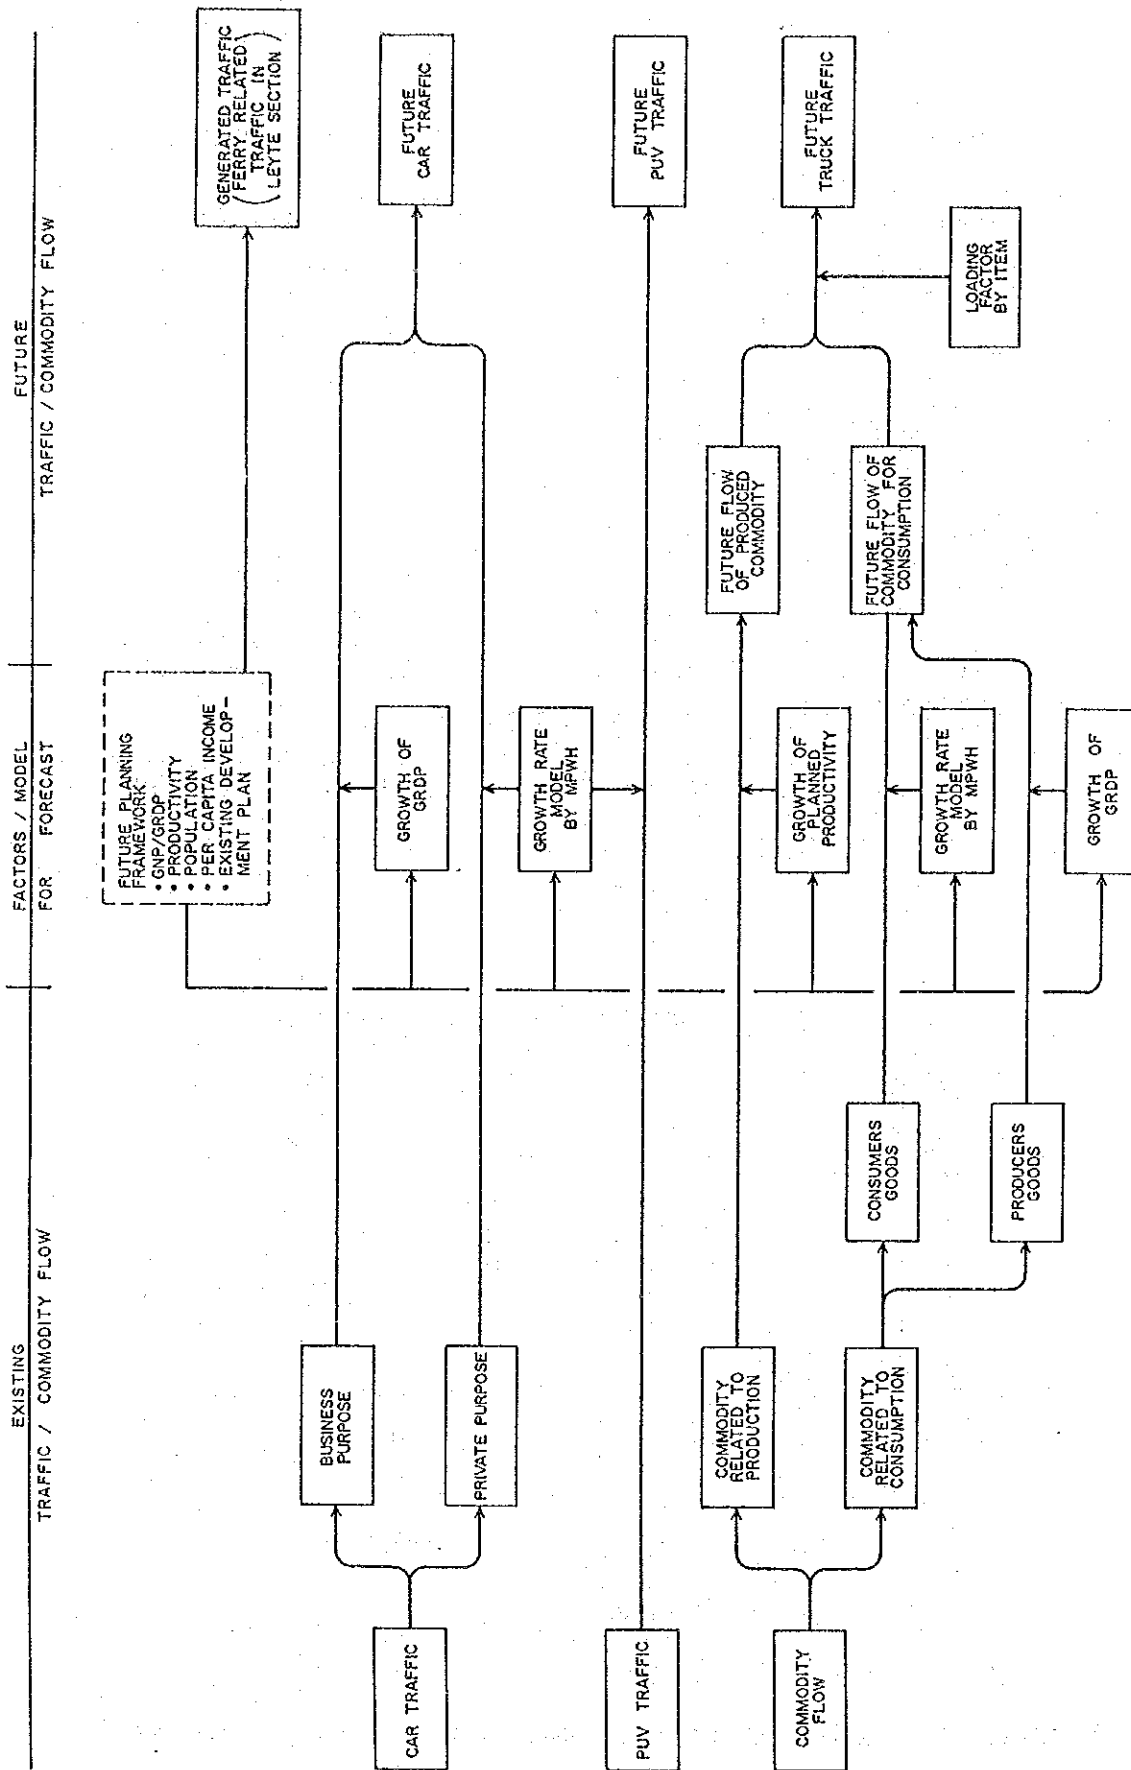 EXISTING
TRAFFIC / COMMODITY FLOW
FACTORS / MODEL
FOR FORECAST
FUTURE
TRAFFIC / COMMODITY FLOW
FUTURE PLANNING
FRAMEWORK
• GNP/GRDP
• PRODUCTIVITY
• POPULATION
• PER CAPITA INCOME
• EXISTING DEVELOP-
MENT PLAN
GENERATED TRAFFIC
(FERRY RELATED
TRAFFIC IN
LEYTE SECTION)
CAR TRAFFIC
BUSINESS
PURPOSE
PRIVATE PURPOSE
GROWTH OF
GRDP
GROWTH RATE
MODEL
BY MPWH
FUTURE
CAR TRAFFIC
PUV TRAFFIC
FUTURE
PUV TRAFFIC
COMMODITY
FLOW
COMMODITY
RELATED TO
PRODUCTION
COMMODITY
RELATED TO
CONSUMPTION
CONSUMERS
GOODS
PRODUCERS
GOODS
GROWTH OF
PLANNED
PRODUCTIVITY
GROWTH RATE
MODEL
BY MPWH
GROWTH OF
GRDP
FUTURE FLOW
OF PRODUCED
COMMODITY
FUTURE FLOW OF
COMMODITY FOR
CONSUMPTION
LOADING
FACTOR
BY ITEM
FUTURE
TRUCK TRAFFIC